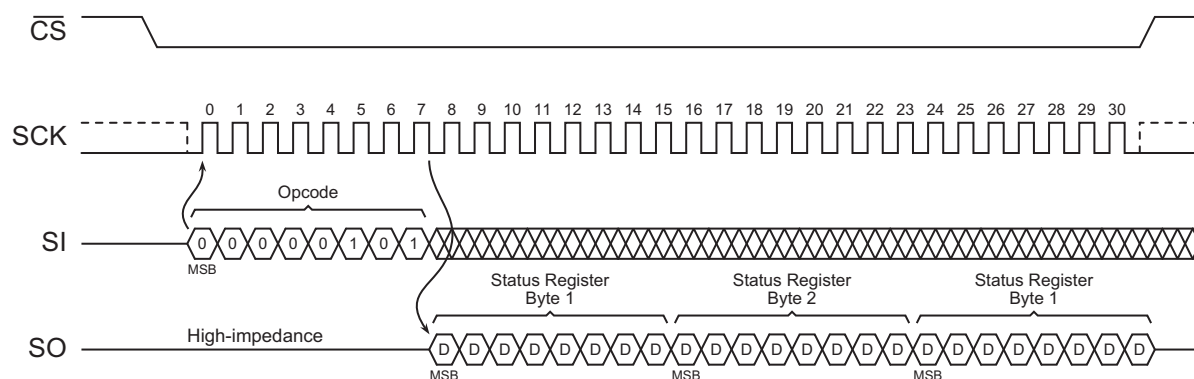 CS
SCK
0 1 2 3 4 5 6 7 8 9 10 11 12 13 14 15 16 17 18 19 20 21 22 23 24 25 26 27 28 29 30
Opcode
SI
0 0 0 0 0 1 0 1
MSB
Status Register
Byte 1
Status Register
Byte 2
Status Register
Byte 1
SO
High-impedance
D D D D D D D D D D D D D D D D D D D D D D D D
MSB
MSB
MSB